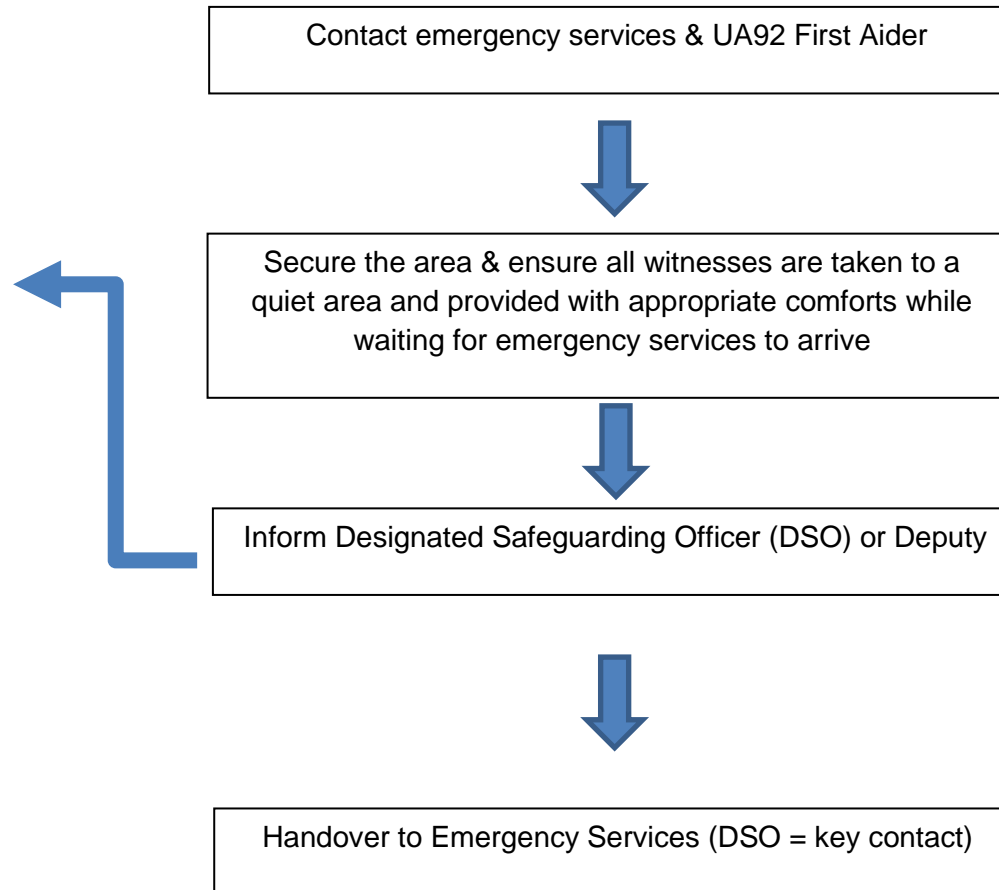 Contact emergency services & UA92 First Aider
Secure the area & ensure all witnesses are taken to a
quiet area and provided with appropriate comforts while
waiting for emergency services to arrive
Inform Designated Safeguarding Officer (DSO) or Deputy
Handover to Emergency Services (DSO = key contact)